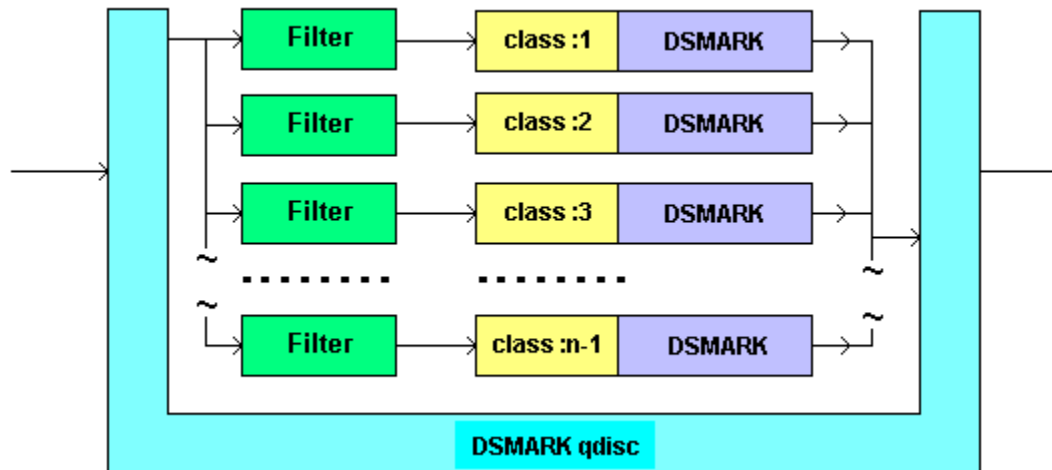 Filter class :1 DSMARK
Filter class :2 DSMARK
Filter class :3 DSMARK
Filter class :n-1 DSMARK
DSMARK qdisc